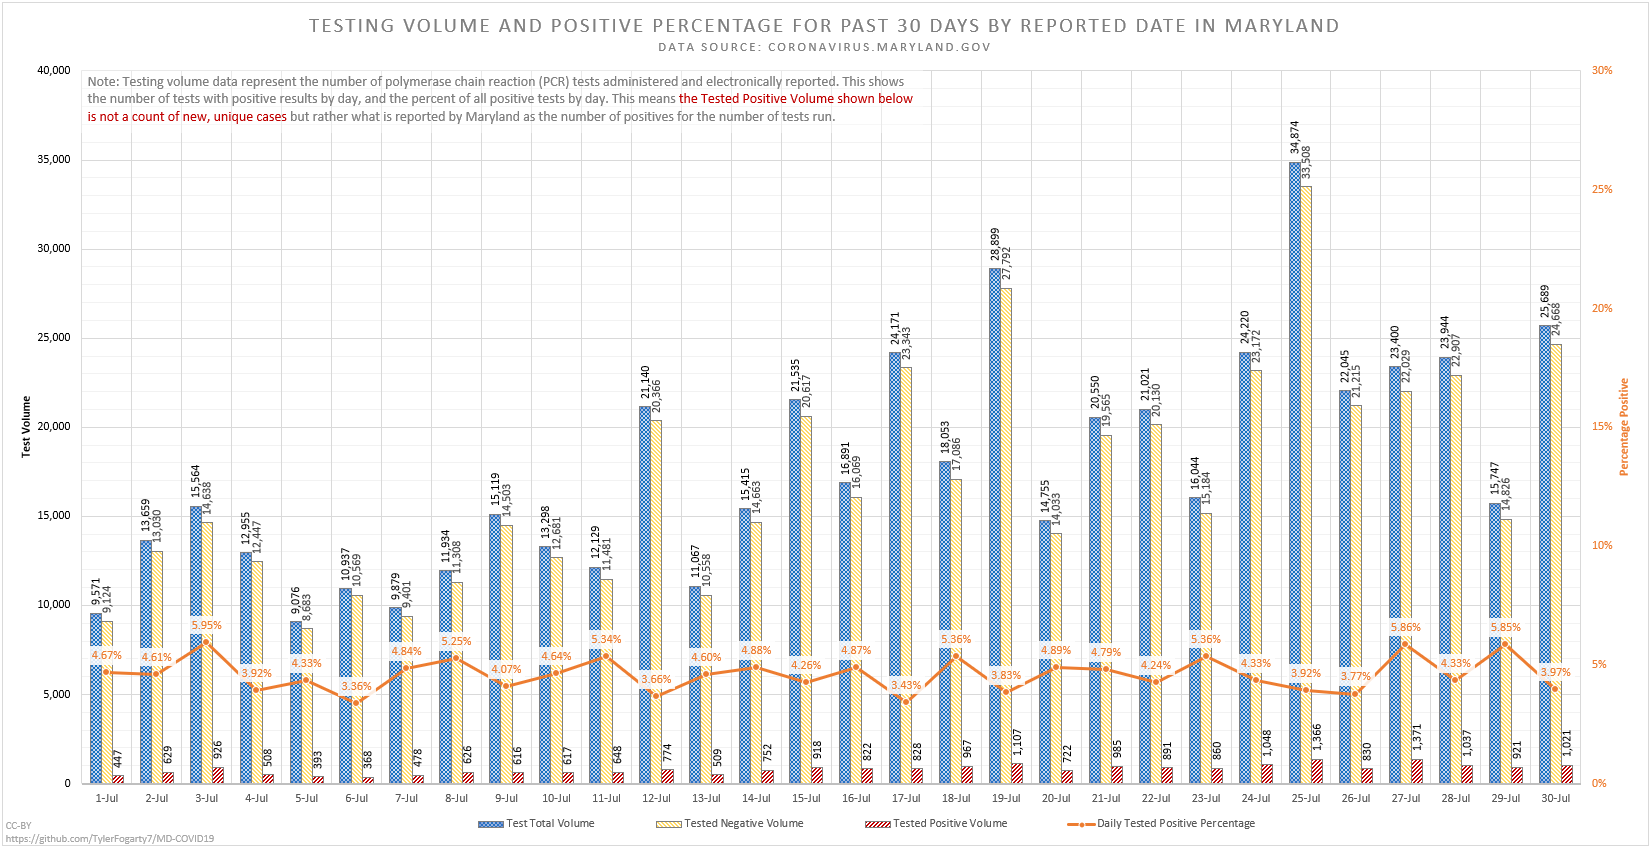 TESTING VOLUME AND POSITIVE PERCENTAGE FOR PAST 30 DAYS BY REPORTED DATE IN MARYLAND
DATA SOURCE: CORONAVIRUS.MARYLAND.GOV
Note: Testing volume data represent the number of polymerase chain reaction (PCR) tests administered and electronically reported. This shows
the number of tests with positive results by day, and the percent of all positive tests by day. This means the Tested Positive Volume shown below
is not a count of new, unique cases but rather what is reported by Maryland as the number of positives for the number of tests run.
Test Volume
40,000
35,000
30,000
25,000
20,000
15,000
10,000
5,000
0
Percentage Positive
30%
25%
20%
15%
10%
5%
0%
9,571 9,124 4.67% 447
13,659 13,030 4.61% 629
15,564 14,638 5.95% 926
12,955 12,447 3.92% 508
9,076 8,683 4.33% 393
10,937 10,569 3.36% 368
9,879 9,401 4.84% 478
11,934 11,308 5.25% 626
15,119 14,503 4.07% 616
13,298 12,681 4.64% 617
12,129 11,481 5.34% 648
21,140 20,366 3.66% 774
11,067 10,558 4.60% 509
15,415 14,663 4.88% 752
21,535 20,617 4.26% 918
16,891 16,069 4.87% 822
24,171 23,343 3.43% 828
18,053 17,086 5.36% 967
28,899 27,792 3.83% 1,107
14,755 14,033 4.89% 722
20,550 19,565 4.79% 985
21,021 20,130 4.24% 891
16,044 15,184 5.36% 860
24,220 23,172 4.33% 1,048
34,874 33,508 3.92% 1,366
22,045 21,215 3.77% 830
23,400 22,029 5.86% 1,371
23,944 22,907 4.33% 1,037
15,747 14,826 5.85% 921
25,689 24,668 3.97% 1,021
1-Jul 2-Jul 3-Jul 4-Jul 5-Jul 6-Jul 7-Jul 8-Jul 9-Jul 10-Jul 11-Jul 12-Jul 13-Jul 14-Jul 15-Jul 16-Jul 17-Jul 18-Jul 19-Jul 20-Jul 21-Jul 22-Jul 23-Jul 24-Jul 25-Jul 26-Jul 27-Jul 28-Jul 29-Jul 30-Jul
Test Total Volume Tested Negative Volume Tested Positive Volume Daily Tested Positive Percentage
CC-BY
https://github.com/TylerFogarty7/MD-COVID19